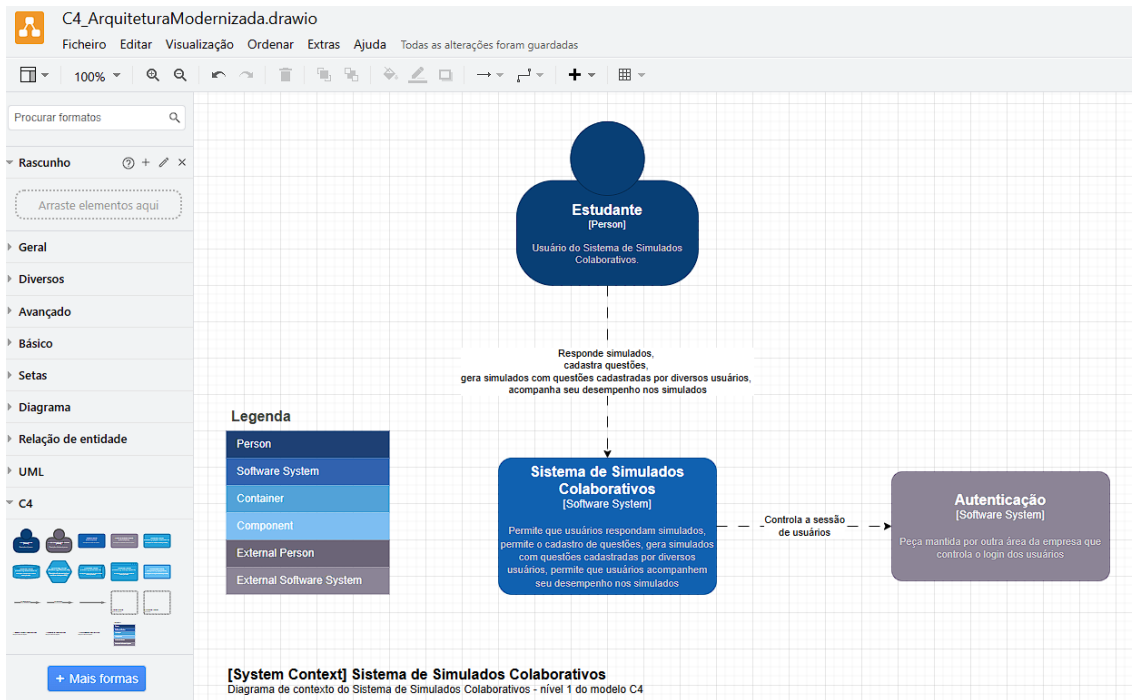 C4_ArquiteturaModernizada.drawio
Ficheiro Editar Visualização Ordenar Extras Ajuda Todas as alterações foram guardadas
100%
Procurar formatos
Rascunho
Arraste elementos aqui
Geral
Diversos
Avançado
Básico
Setas
Diagrama
Relação de entidade
UML
C4
+ Mais formas
Estudante
[Person]
Usuário do Sistema de Simulados
Colaborativos.
Responde simulados,
cadastra questões,
gera simulados com questões cadastradas por diversos usuários,
acompanha seu desempenho nos simulados
Legenda
Person
Software System
Container
Component
External Person
External Software System
Sistema de Simulados
Colaborativos
[Software System]
Permite que usuários respondam simulados,
permite o cadastro de questões, gera simulados
com questões cadastradas por diversos
usuários, permite que usuários acompanhem
seu desempenho nos simulados
Controla a sessão
de usuários
Autenticação
[Software System]
Peça mantida por outra área da empresa que
controla o login dos usuários
[System Context] Sistema de Simulados Colaborativos
Diagrama de contexto do Sistema de Simulados Colaborativos - nível 1 do modelo C4